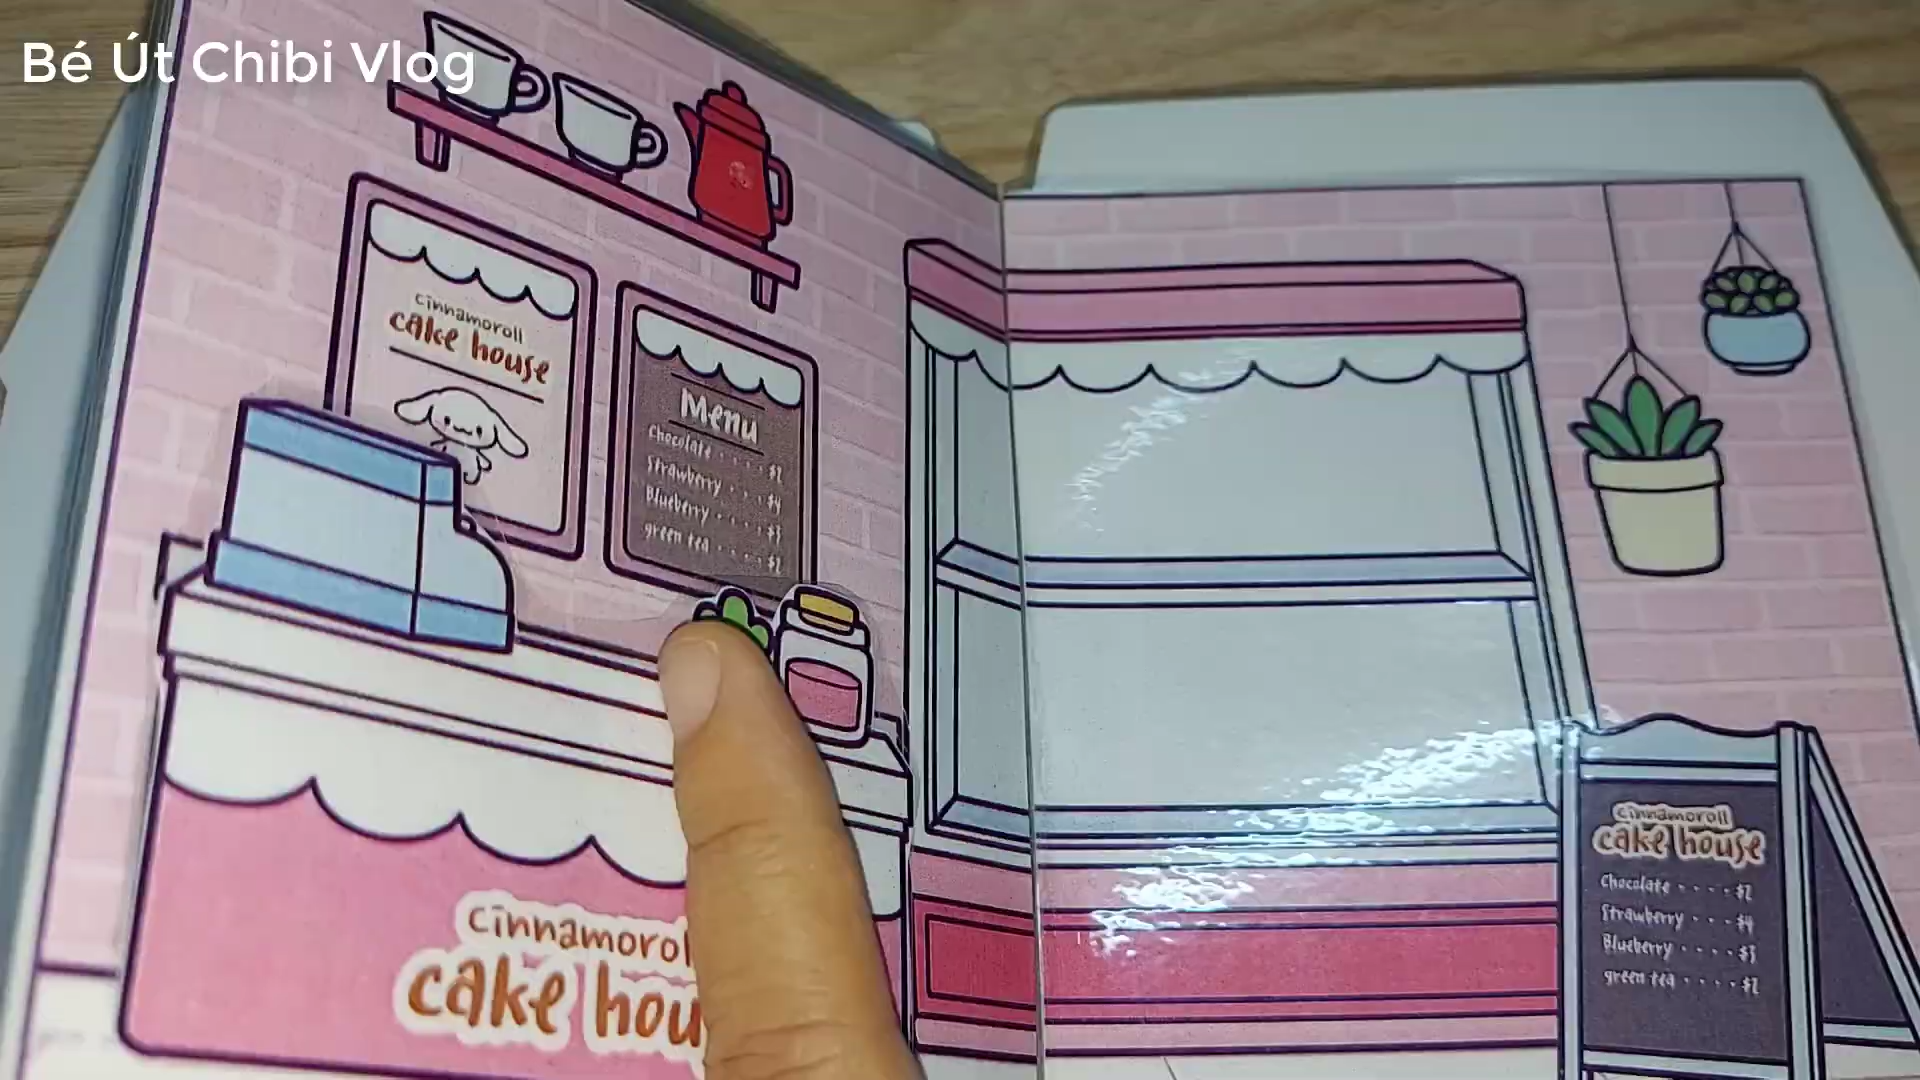 Bé Út Chibi Vlog
cinnamoroll
cake house
Menu
Chocolate . . . . $2
Strawberry . . . $4
Blueberry . . . . $3
green tea . . . . $2
cinnamorol
cake hou
cinnamoroll
cake house
Chocolate . . . . $2
Strawberry . . . $4
Blueberry . . . . $3
green tea . . . . $2